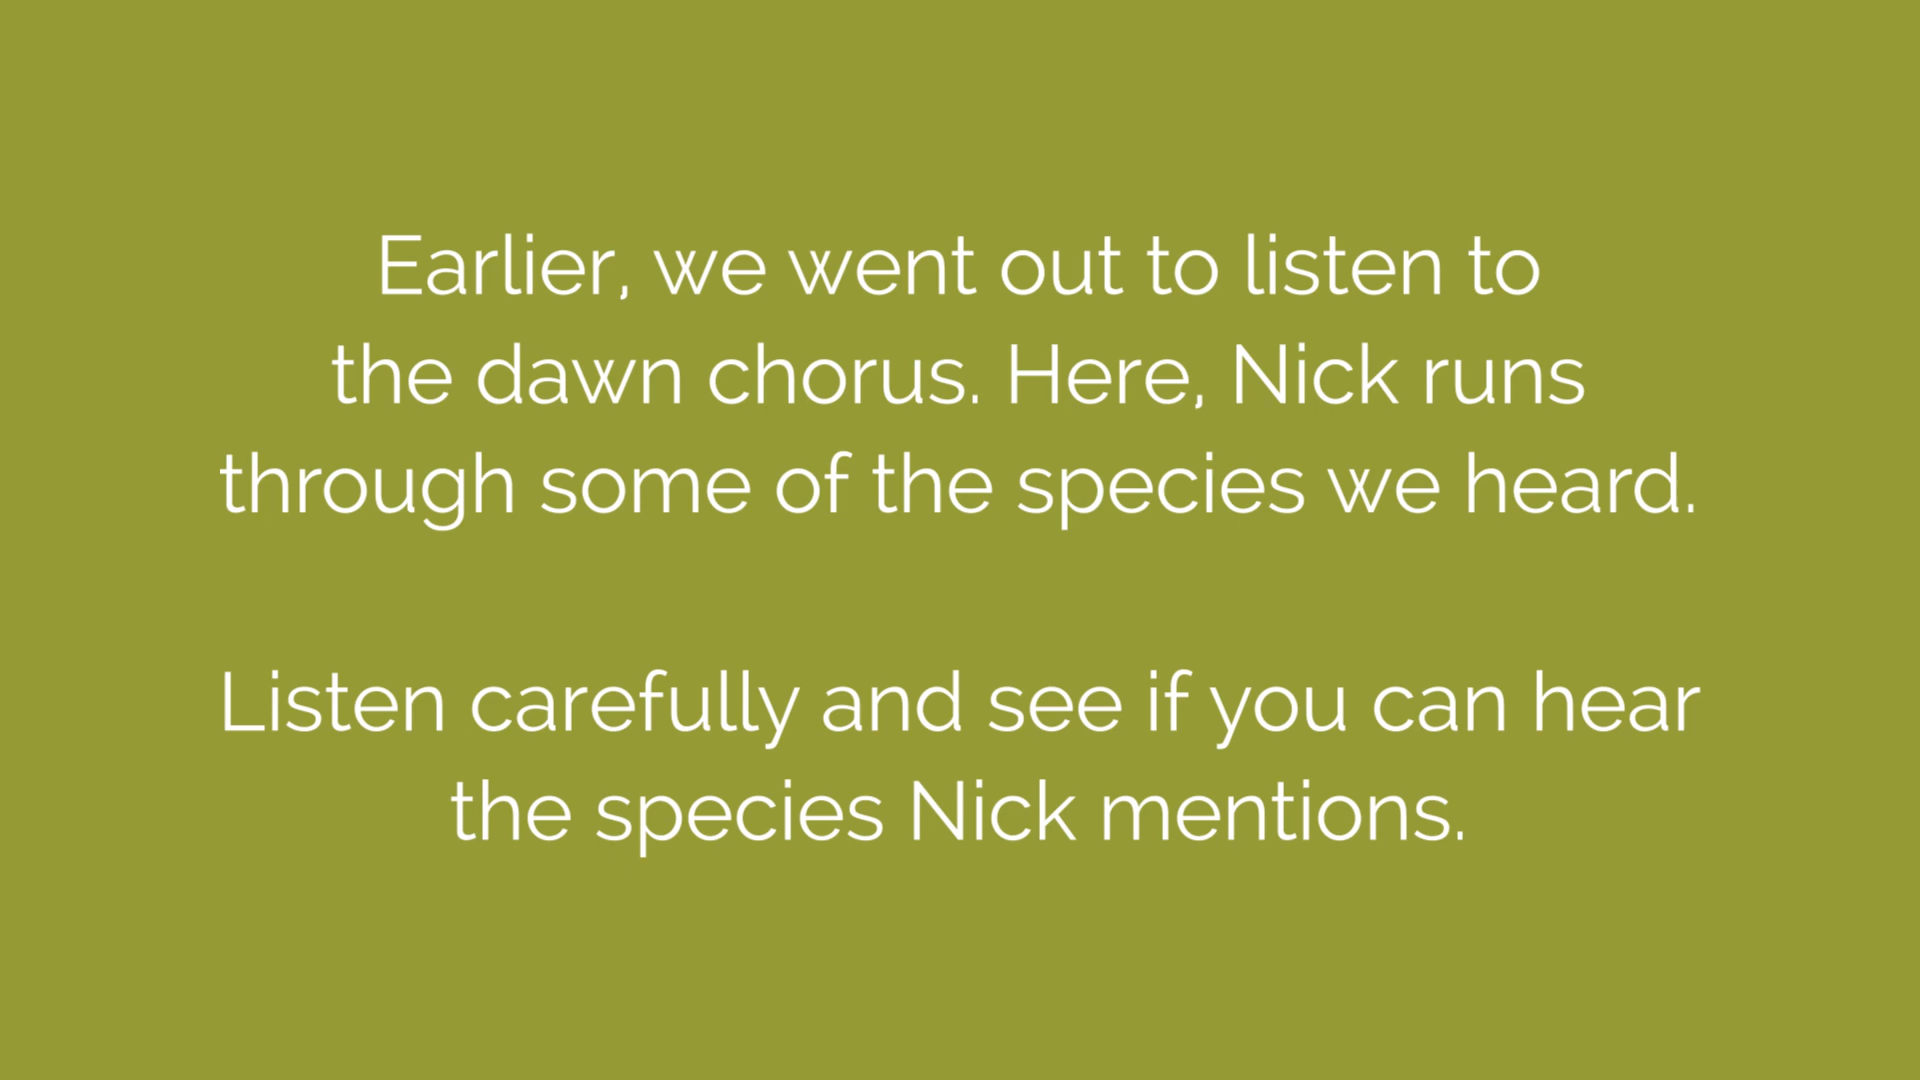 Earlier, we went out to listen to
the dawn chorus. Here, Nick runs
through some of the species we heard.
Listen carefully and see if you can hear
the species Nick mentions.